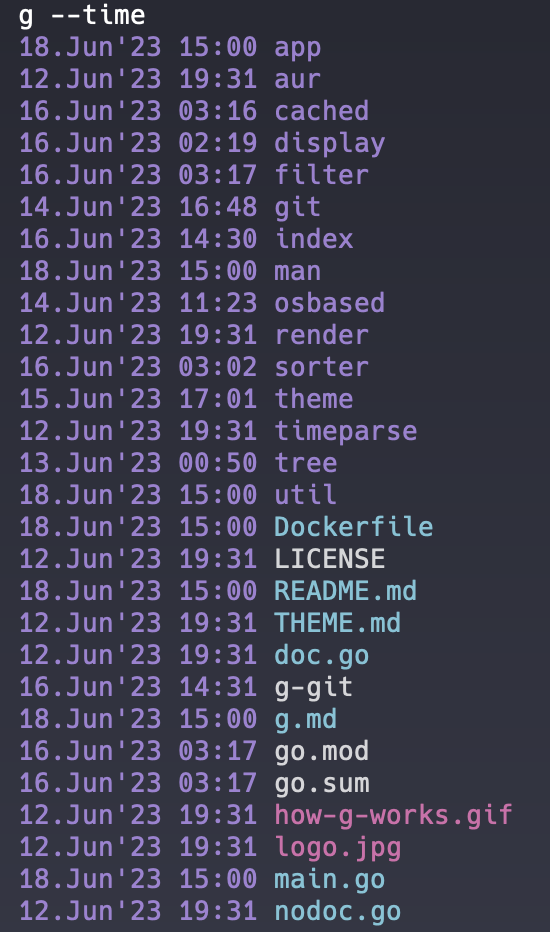 g --time
18.Jun'23 15:00 app
12.Jun'23 19:31 aur
16.Jun'23 03:16 cached
16.Jun'23 02:19 display
16.Jun'23 03:17 filter
14.Jun'23 16:48 git
16.Jun'23 14:30 index
18.Jun'23 15:00 man
14.Jun'23 11:23 osbased
12.Jun'23 19:31 render
16.Jun'23 03:02 sorter
15.Jun'23 17:01 theme
12.Jun'23 19:31 timeparse
13.Jun'23 00:50 tree
18.Jun'23 15:00 util
18.Jun'23 15:00 Dockerfile
12.Jun'23 19:31 LICENSE
18.Jun'23 15:00 README.md
12.Jun'23 19:31 THEME.md
12.Jun'23 19:31 doc.go
16.Jun'23 14:31 g-git
18.Jun'23 15:00 g.md
16.Jun'23 03:17 go.mod
16.Jun'23 03:17 go.sum
12.Jun'23 19:31 how-g-works.gif
12.Jun'23 19:31 logo.jpg
18.Jun'23 15:00 main.go
12.Jun'23 19:31 nodoc.go